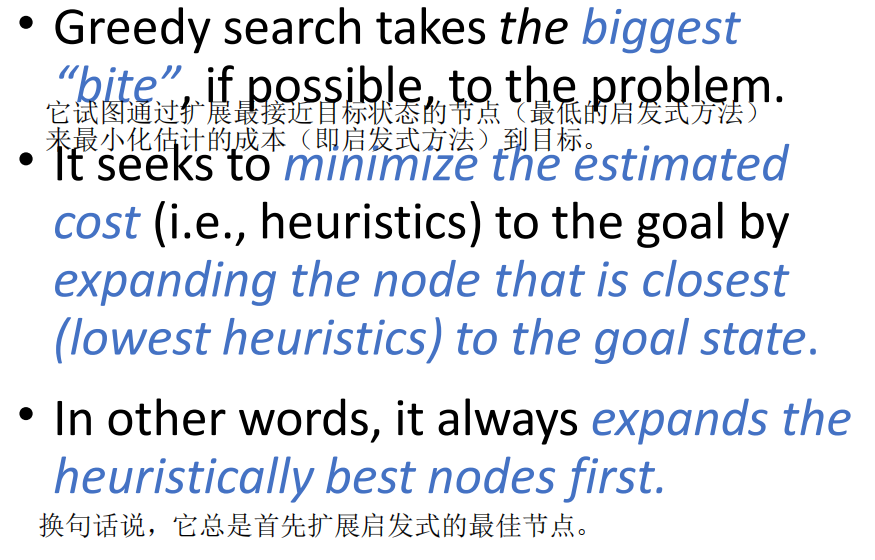 • Greedy search takes the biggest
“bite”, if possible, to the problem.
它试图通过扩展最接近目标状态的节点（最低的启发式方法）
来最小化估计的成本（即启发式方法）到目标。
• It seeks to minimize the estimated
cost (i.e., heuristics) to the goal by
expanding the node that is closest
(lowest heuristics) to the goal state.
• In other words, it always expands the
heuristically best nodes first.
换句话说，它总是首先扩展启发式的最佳节点。